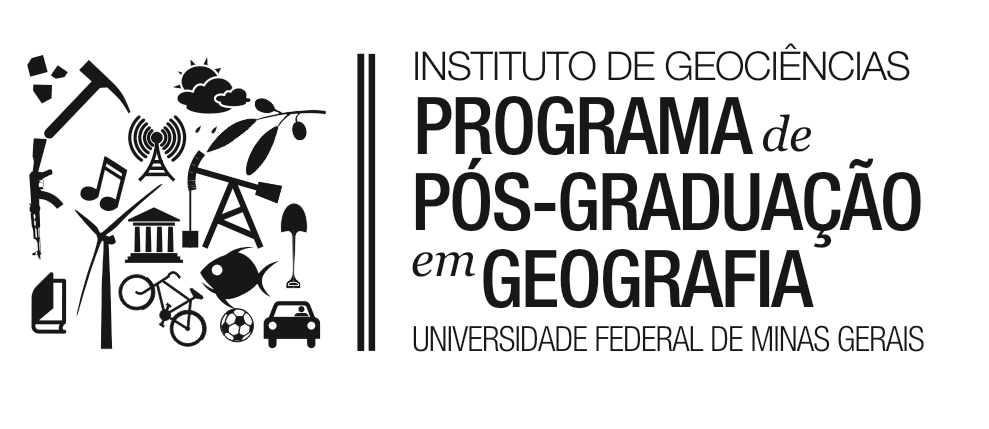 INSTITUTO DE GEOCIÊNCIAS
PROGRAMA de
PÓS-GRADUAÇÃO
em GEOGRAFIA
UNIVERSIDADE FEDERAL DE MINAS GERAIS